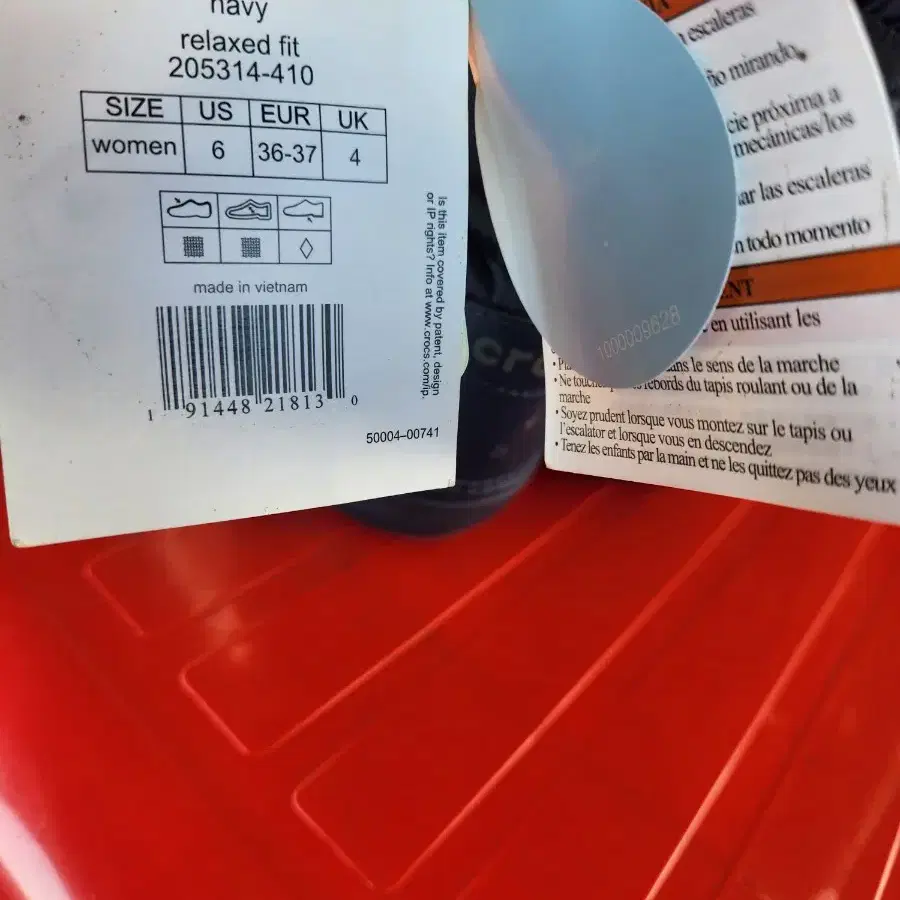 navy
relaxed fit
205314-410
SIZE US EUR UK
women 6 36-37 4
made in vietnam
1 91448 21813 0
50004–00741
Is this item covered by patent, design
or IP rights? Info at www.crocs.com/ip.
cr
1000009628
escaleras
mirando,
próxima a
mecánicas/los
las escaleras
todo momento
en utilisant les
le sens de la marche
• Ne rebords du tapis roulant ou de la
marche
• Soyez prudent lorsque vous montez sur le tapis ou
l'escalator et lorsque vous en descendez
• Tenez les enfants par la main et ne les quittez pas des yeux